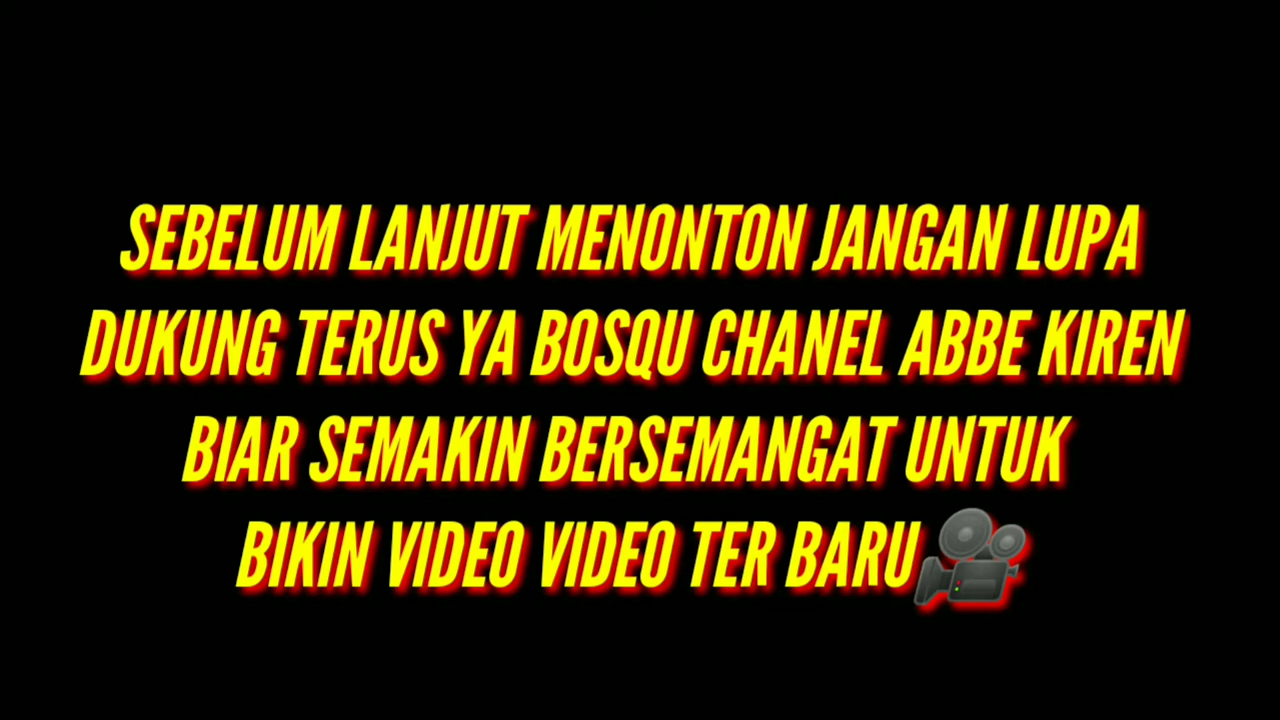 SEBELUM LANJUT MENONTON JANGAN LUPA
DUKUNG TERUS YA BOSQU CHANEL ABBE KIREN
BIAR SEMAKIN BERSEMANGAT UNTUK
BIKIN VIDEO VIDEO TER BARU🎥